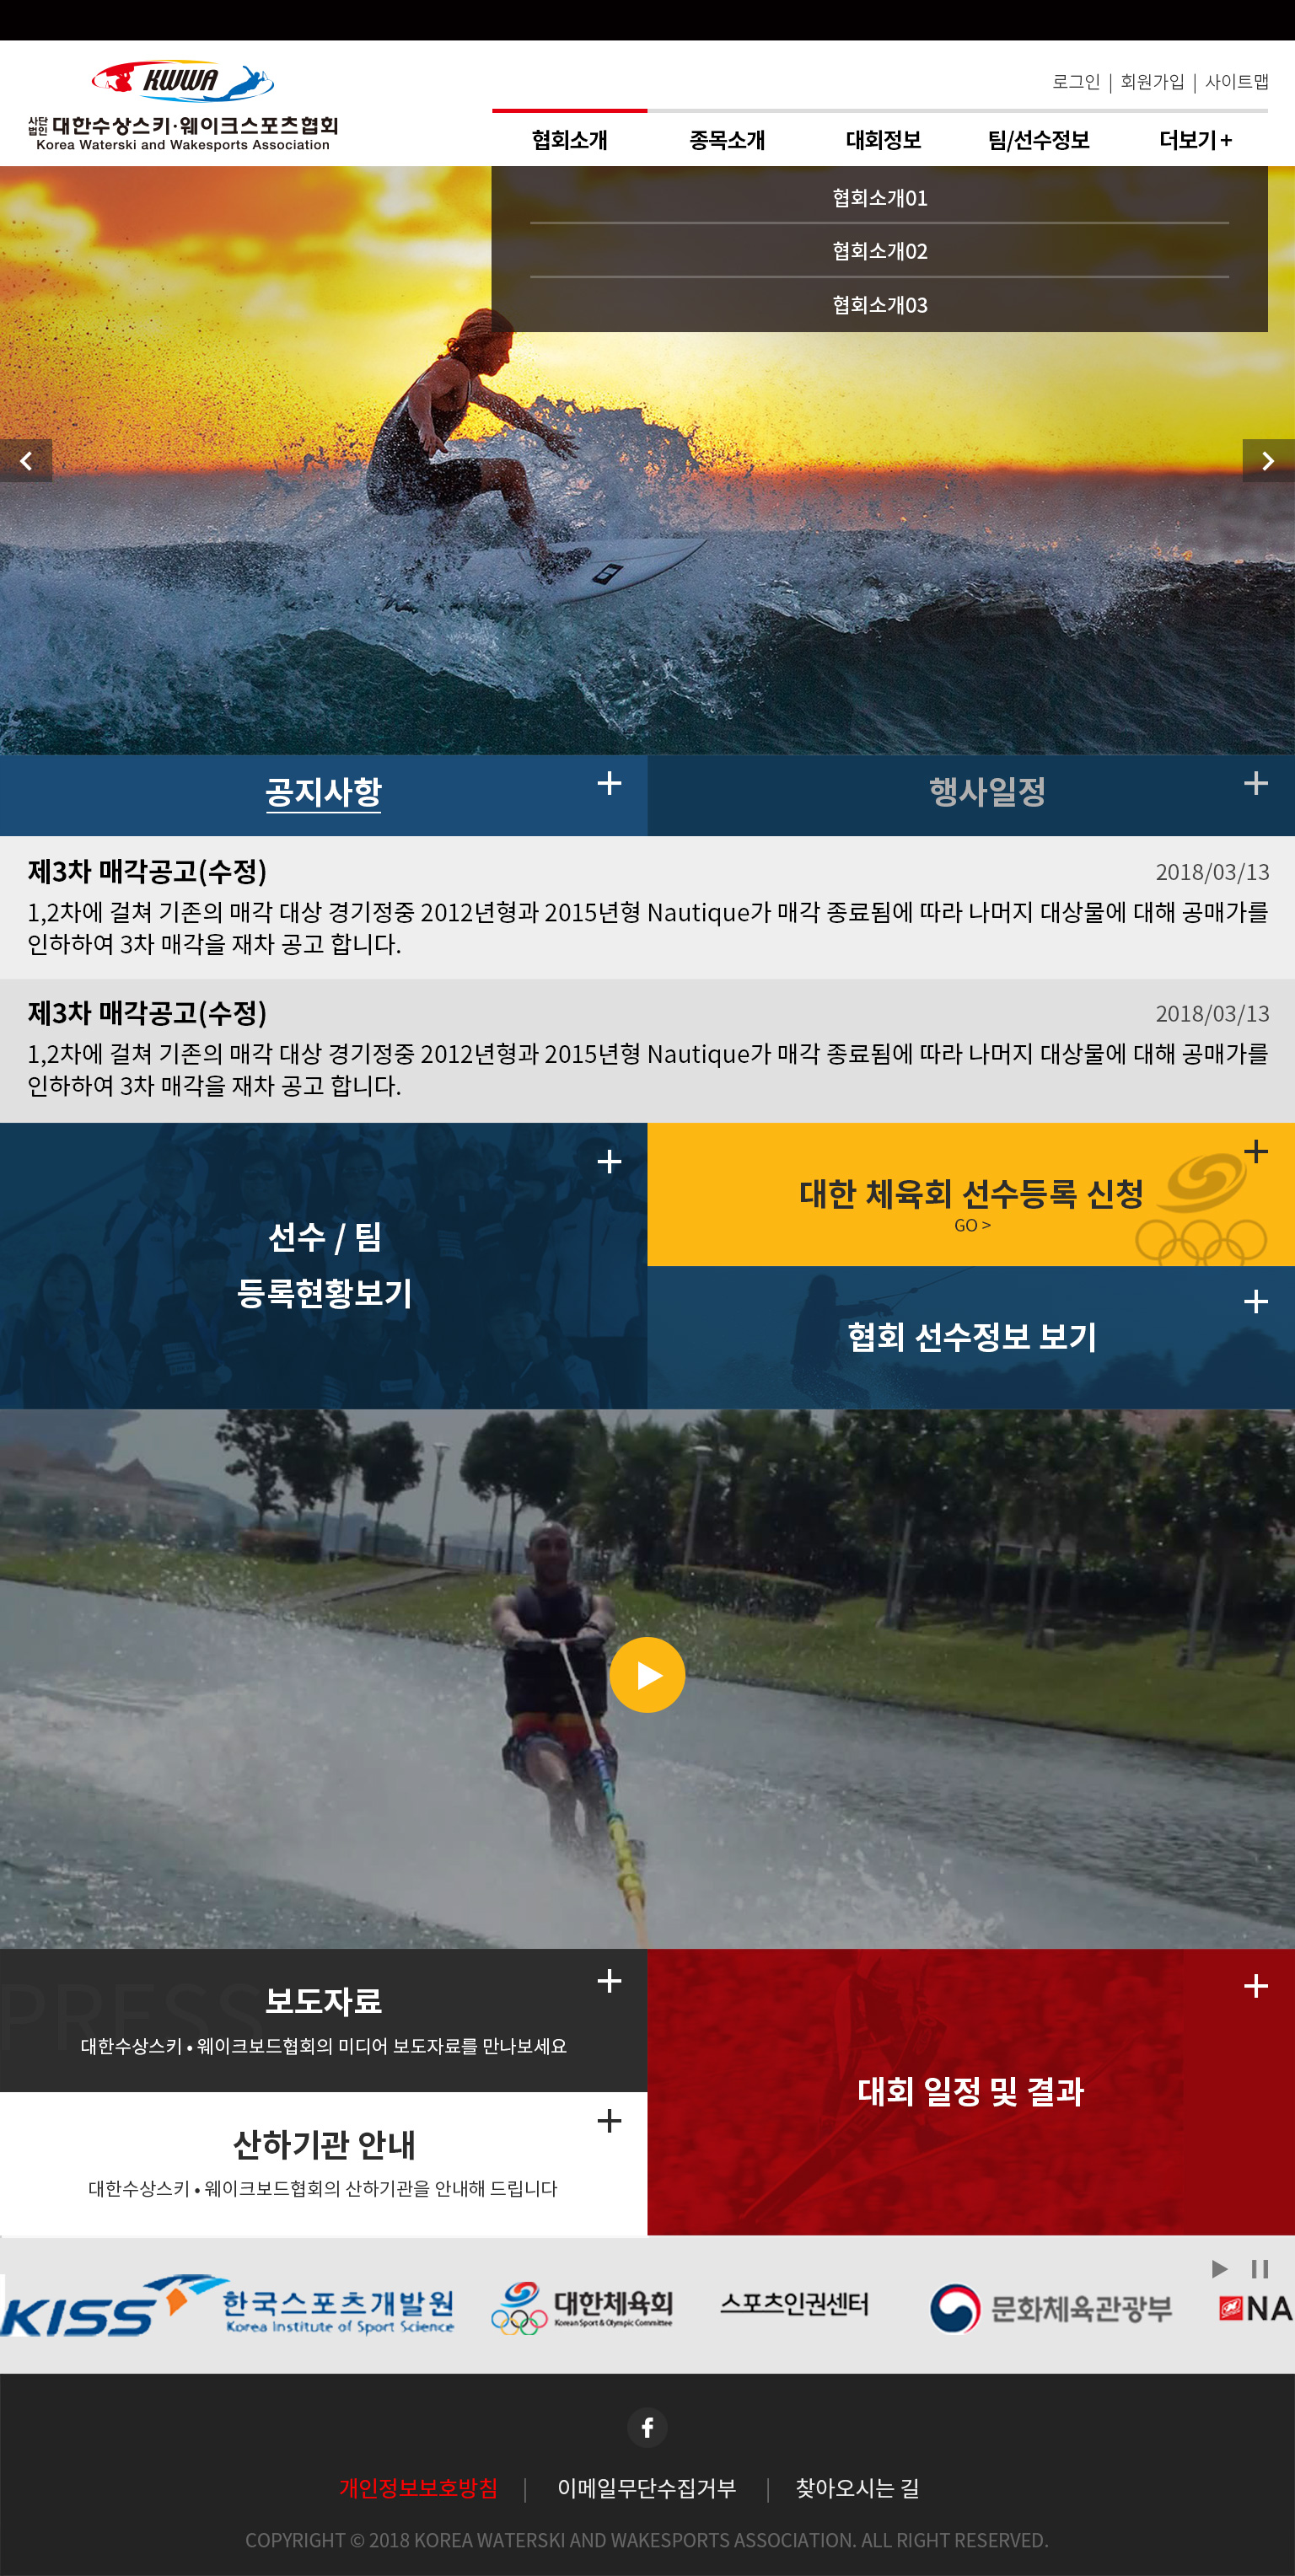 KWWA
사단법인 대한수상스키·웨이크스포츠협회
Korea Waterski and Wakesports Association
로그인 | 회원가입 | 사이트맵
협회소개 종목소개 대회정보 팀/선수정보 더보기 +
협회소개01
협회소개02
협회소개03
공지사항 행사일정
제3차 매각공고(수정) 2018/03/13
1,2차에 걸쳐 기존의 매각 대상 경기정중 2012년형과 2015년형 Nautique가 매각 종료됨에 따라 나머지 대상물에 대해 공매가를
인하하여 3차 매각을 재차 공고 합니다.
제3차 매각공고(수정) 2018/03/13
1,2차에 걸쳐 기존의 매각 대상 경기정중 2012년형과 2015년형 Nautique가 매각 종료됨에 따라 나머지 대상물에 대해 공매가를
인하하여 3차 매각을 재차 공고 합니다.
선수 / 팀
등록현황보기
대한 체육회 선수등록 신청
GO >
협회 선수정보 보기
PRESS
보도자료
대한수상스키 • 웨이크보드협회의 미디어 보도자료를 만나보세요
산하기관 안내
대한수상스키 • 웨이크보드협회의 산하기관을 안내해 드립니다
대회 일정 및 결과
KISS 한국스포츠개발원
Korea Institute of Sport Science
대한체육회
Korean Sport & Olympic Committee
스포츠인권센터
문화체육관광부
NA
f
개인정보보호방침 | 이메일무단수집거부 | 찾아오시는 길
COPYRIGHT © 2018 KOREA WATERSKI AND WAKESPORTS ASSOCIATION. ALL RIGHT RESERVED.